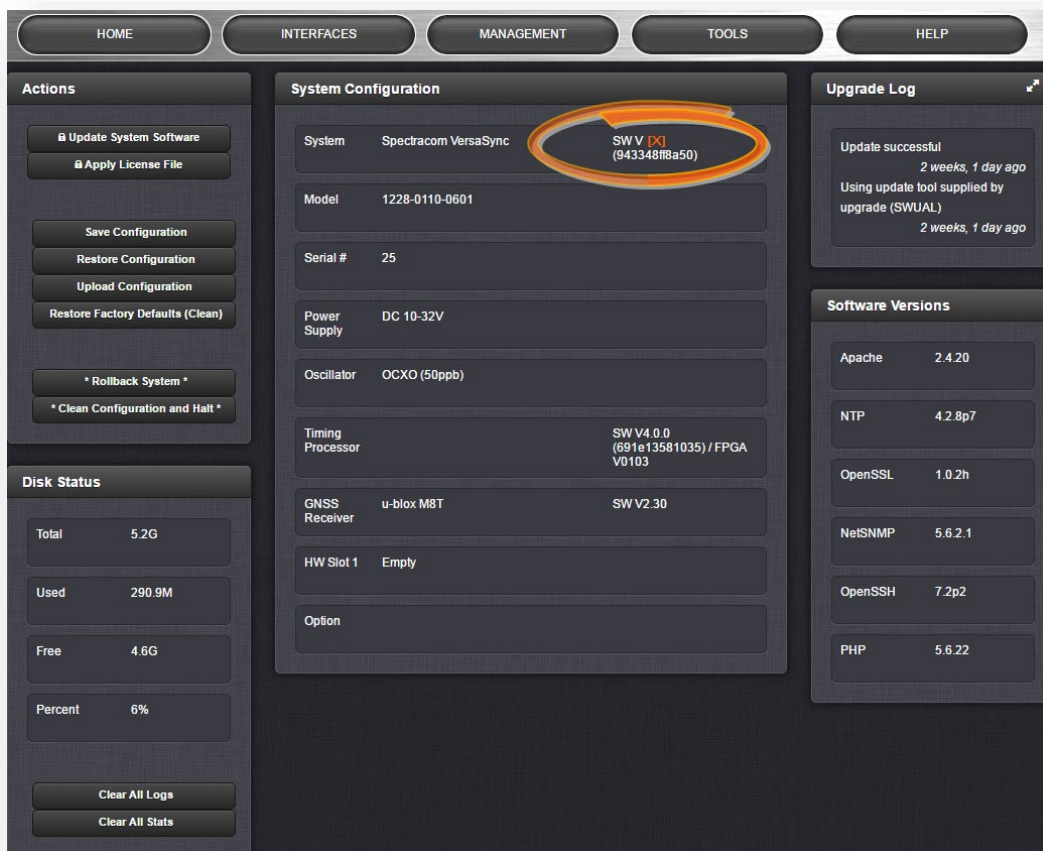 HOME INTERFACES MANAGEMENT TOOLS HELP
Actions
Update System Software
Apply License File
Save Configuration
Restore Configuration
Upload Configuration
Restore Factory Defaults (Clean)
* Rollback System *
* Clean Configuration and Halt *
Disk Status
Total 5.2G
Used 290.9M
Free 4.6G
Percent 6%
Clear All Logs
Clear All Stats
System Configuration
System Spectracom VersaSync SW V [X]
(943348ff8a50)
Model 1228-0110-0601
Serial # 25
Power DC 10-32V
Supply
Oscillator OCXO (50ppb)
Timing SW V4.0.0
Processor (691e13581035) / FPGA
V0103
GNSS u-blox M8T SW V2.30
Receiver
HW Slot 1 Empty
Option
Upgrade Log
Update successful
2 weeks, 1 day ago
Using update tool supplied by
upgrade (SWUAL)
2 weeks, 1 day ago
Software Versions
Apache 2.4.20
NTP 4.2.8p7
OpenSSL 1.0.2h
NetSNMP 5.6.2.1
OpenSSH 7.2p2
PHP 5.6.22